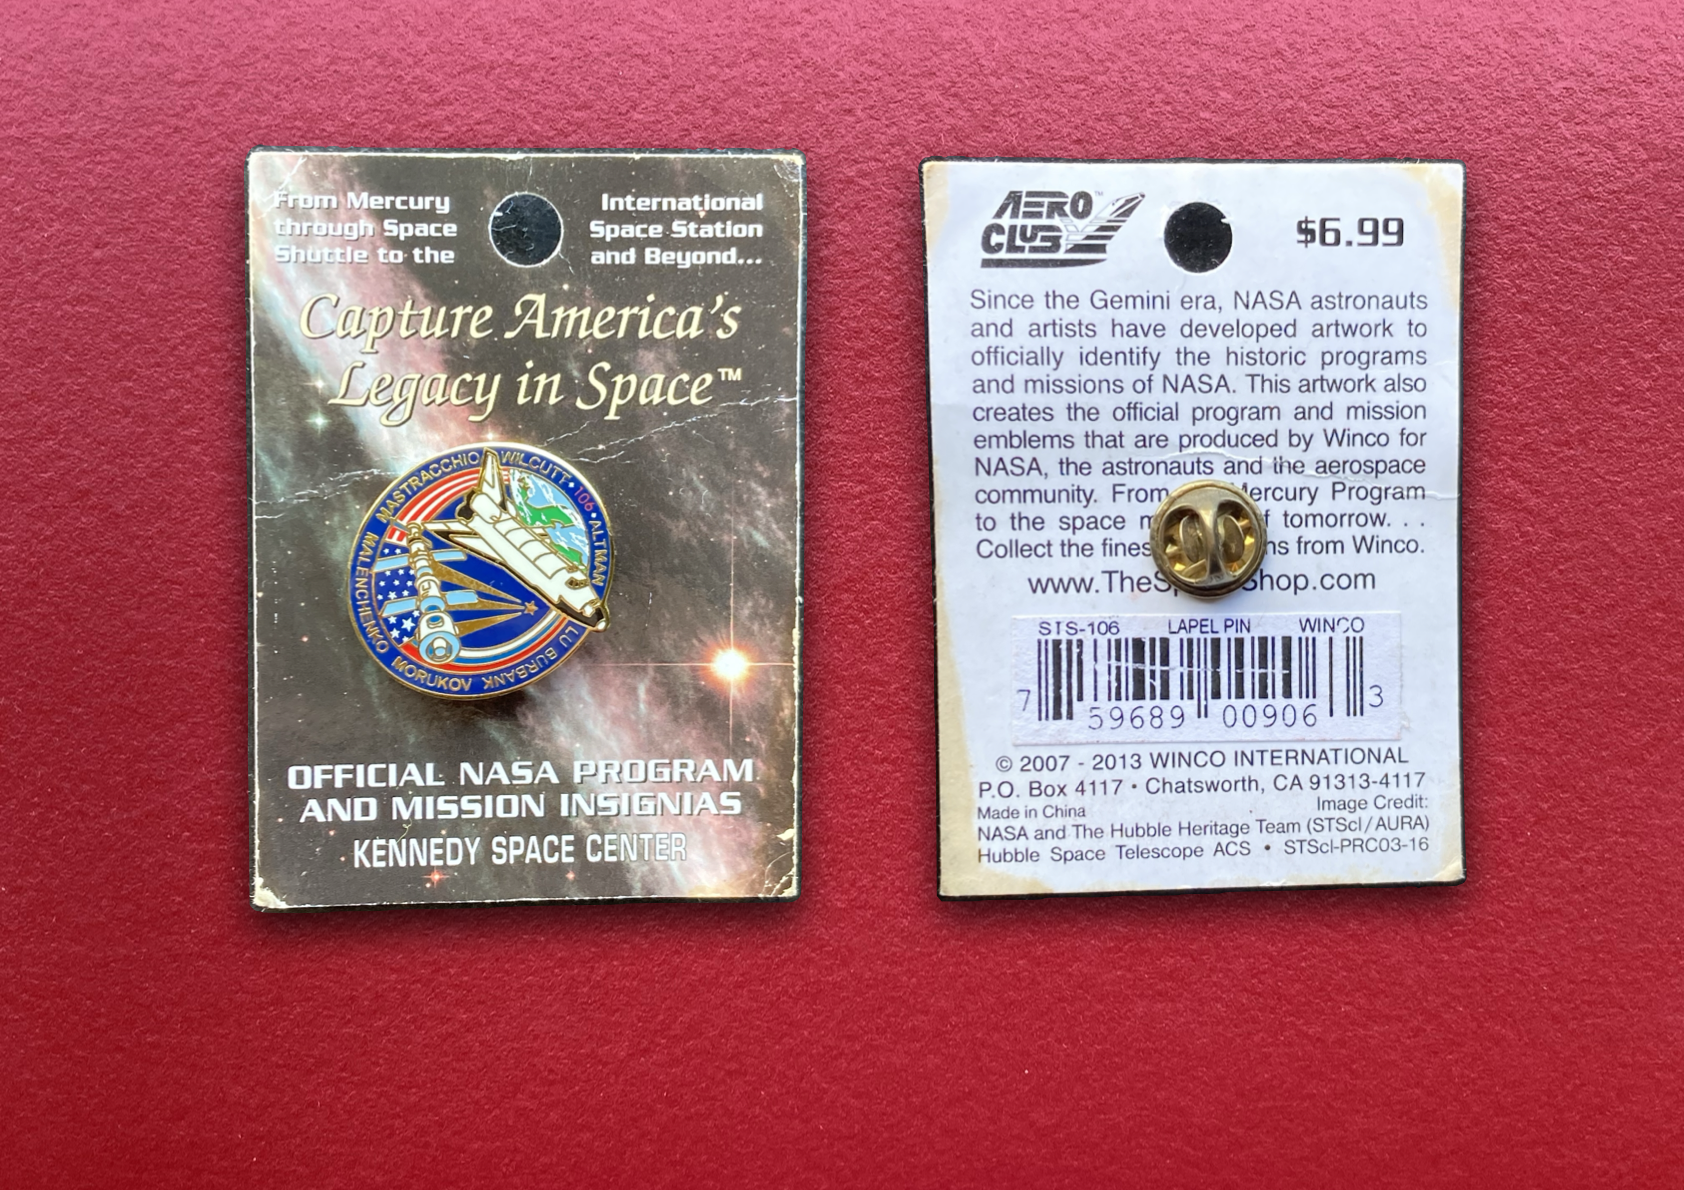 From Mercury
through Space
Shuttle to the
International
Space Station
and Beyond...
Capture America's
Legacy in Space™
MASTRACCHIO WILCUTT • 106 • ALTMAN
LU BURBANK
MORUKOV
MALENCHENKO
OFFICIAL NASA PROGRAM
AND MISSION INSIGNIAS
KENNEDY SPACE CENTER
AERO™
CLUB
$6.99
Since the Gemini era, NASA astronauts
and artists have developed artwork to
officially identify the historic programs
and missions of NASA. This artwork also
creates the official program and mission
emblems that are produced by Winco for
NASA, the astronauts and the aerospace
community. From Mercury Program
to the space tomorrow. . .
Collect the from Winco.
STS-106 LAPEL PIN WINCO
7 59689 00906 3
© 2007 - 2013 WINCO INTERNATIONAL
P.O. Box 4117 • Chatsworth, CA 91313-4117
Made in China
Image Credit:
NASA and The Hubble Heritage Team (STScI/AURA)
Hubble Space Telescope ACS • STScI-PRC03-16